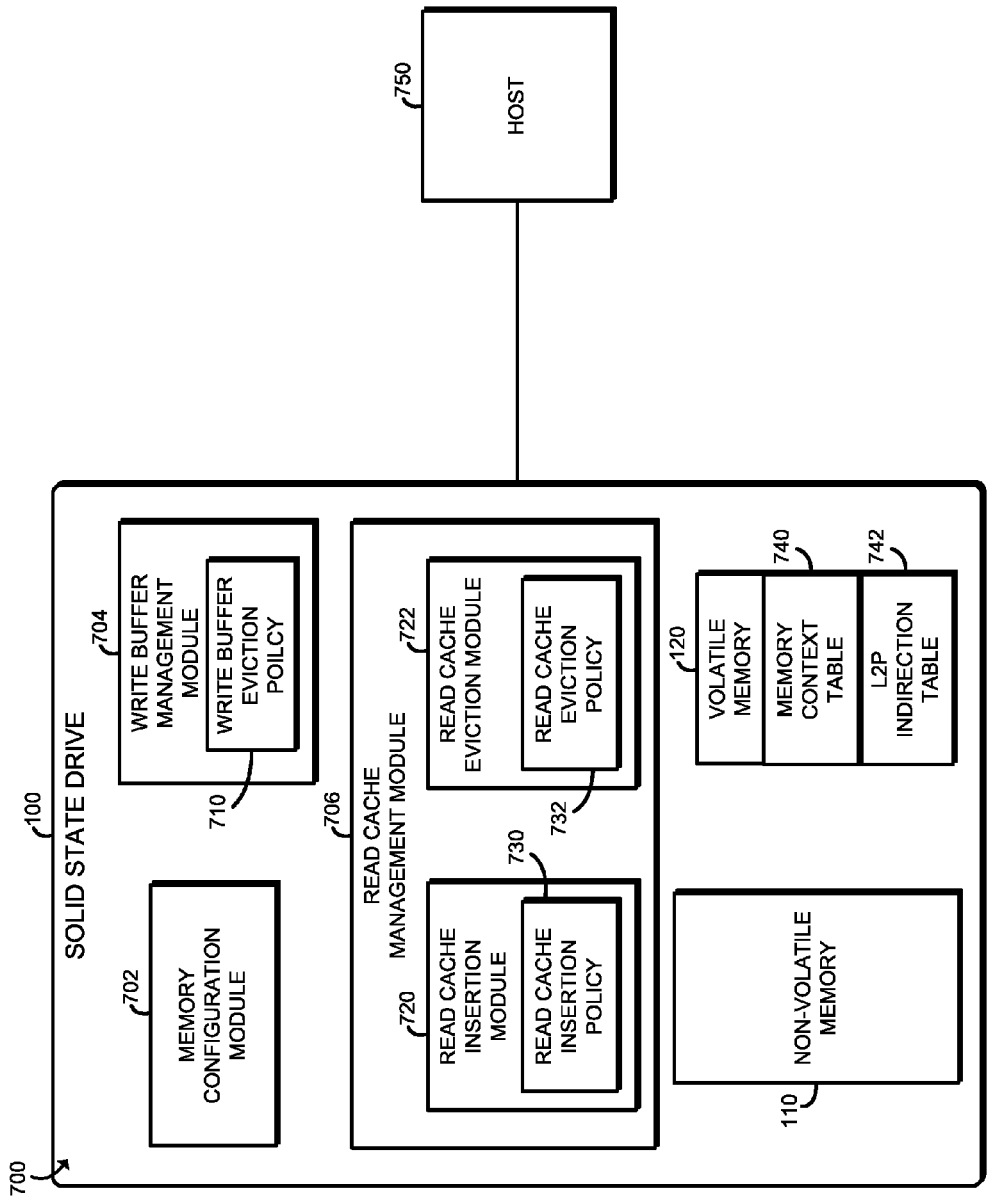 700
100
SOLID STATE DRIVE
702
MEMORY
CONFIGURATION
MODULE
704
WRITE BUFFER
MANAGEMENT
MODULE
WRITE BUFFER
EVICTION
POILCY
710
706
READ CACHE
MANAGEMENT MODULE
720
READ CACHE
INSERTION
MODULE
READ CACHE
INSERTION
POLICY
730
722
READ CACHE
EVICTION MODULE
READ CACHE
EVICTION
POLICY
732
NON-VOLATILE
MEMORY
110
120
VOLATILE
MEMORY
MEMORY
CONTEXT
TABLE
740
L2P
INDIRECTION
TABLE
742
750
HOST